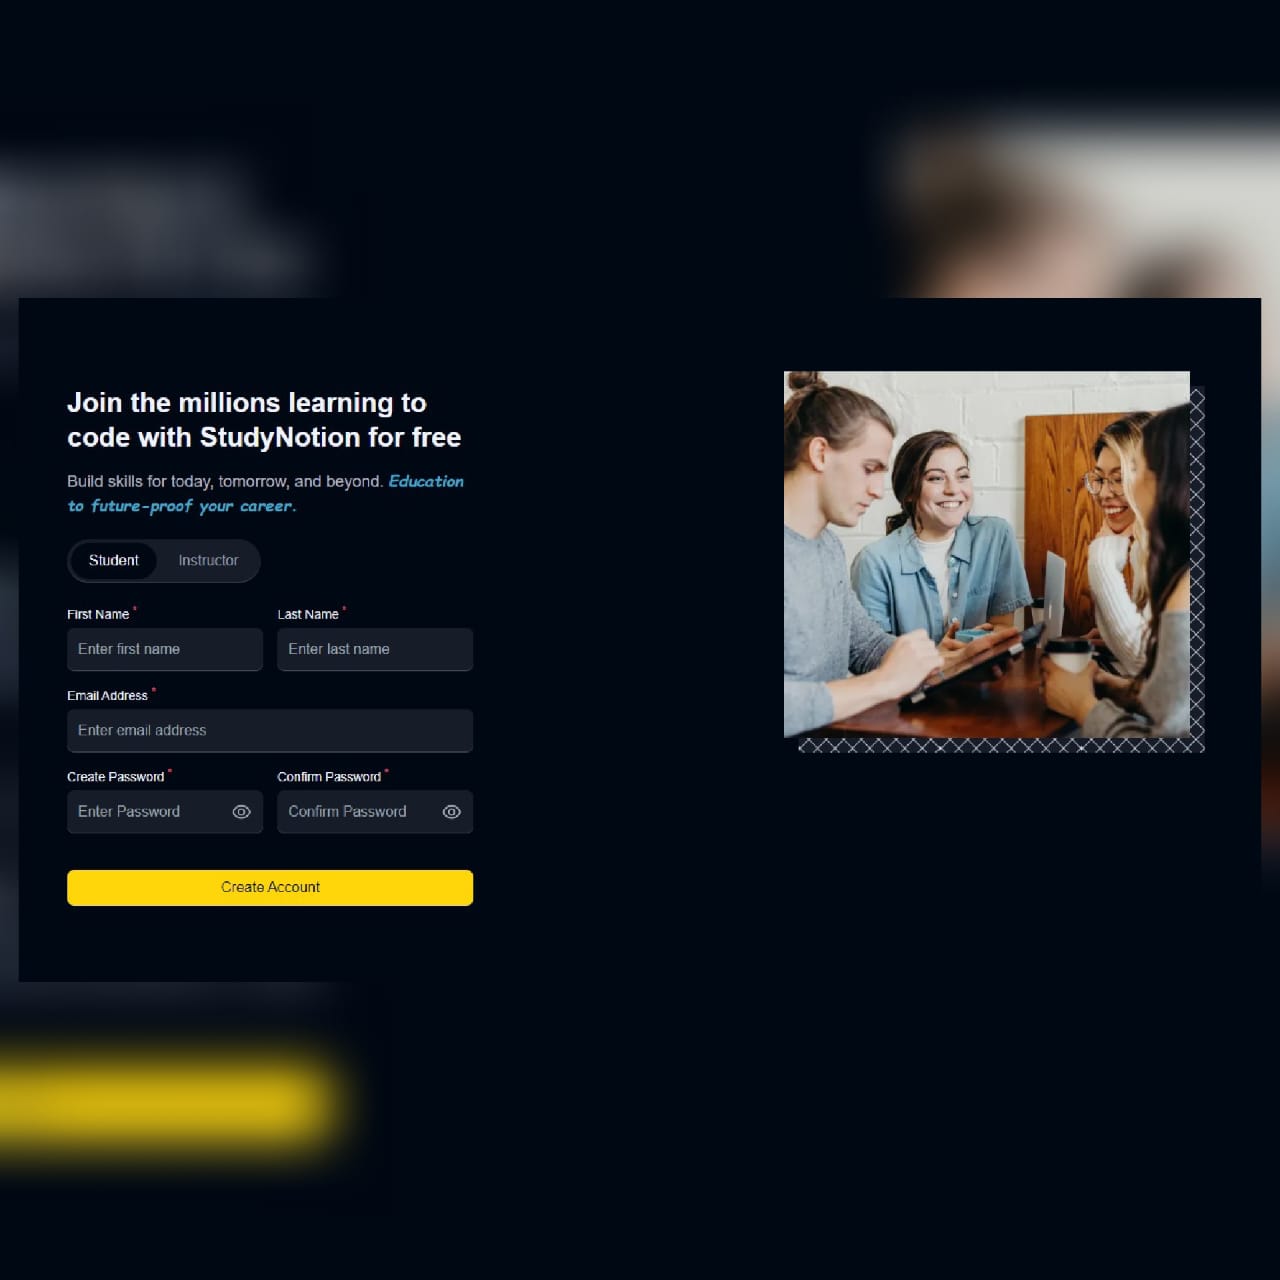 Join the millions learning to
code with StudyNotion for free
Build skills for today, tomorrow, and beyond. Education
to future-proof your career.
Student Instructor
First Name * Last Name *
Enter first name Enter last name
Email Address *
Enter email address
Create Password * Confirm Password *
Enter Password Confirm Password
Create Account